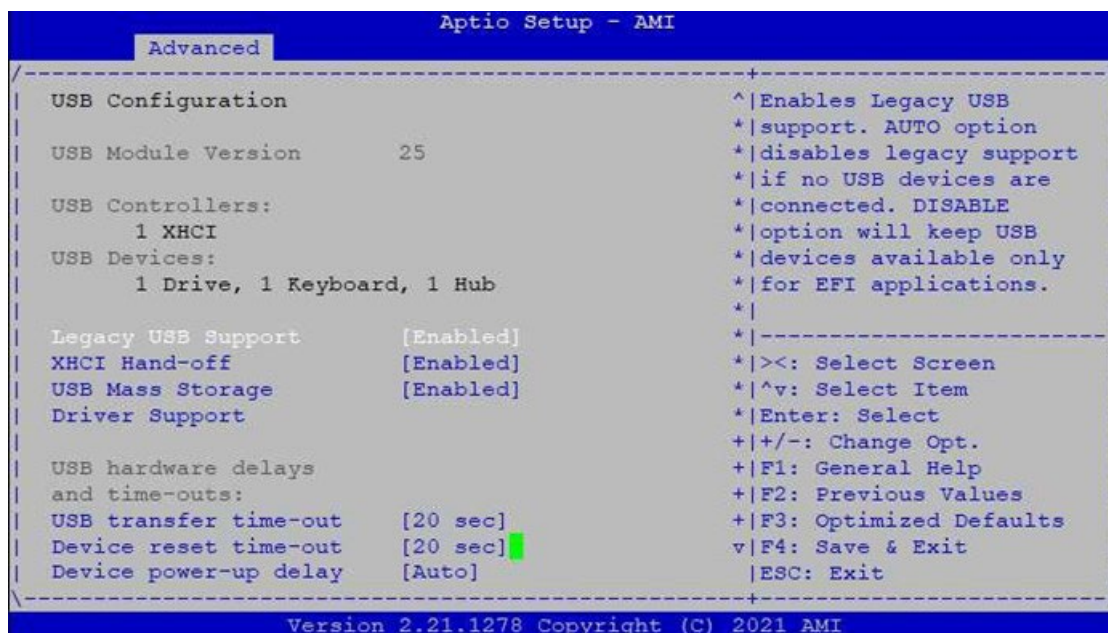 Aptio Setup - AMI
Advanced
USB Configuration
USB Module Version 25
USB Controllers:
1 XHCI
USB Devices:
1 Drive, 1 Keyboard, 1 Hub
Legacy USB Support [Enabled]
XHCI Hand-off [Enabled]
USB Mass Storage [Enabled]
Driver Support
USB hardware delays
and time-outs:
USB transfer time-out [20 sec]
Device reset time-out [20 sec]
Device power-up delay [Auto]
Enables Legacy USB
support. AUTO option
disables legacy support
if no USB devices are
connected. DISABLE
option will keep USB
devices available only
for EFI applications.
><: Select Screen
^v: Select Item
Enter: Select
+/-: Change Opt.
F1: General Help
F2: Previous Values
F3: Optimized Defaults
F4: Save & Exit
ESC: Exit
Version 2.21.1278 Copyright (C) 2021 AMI